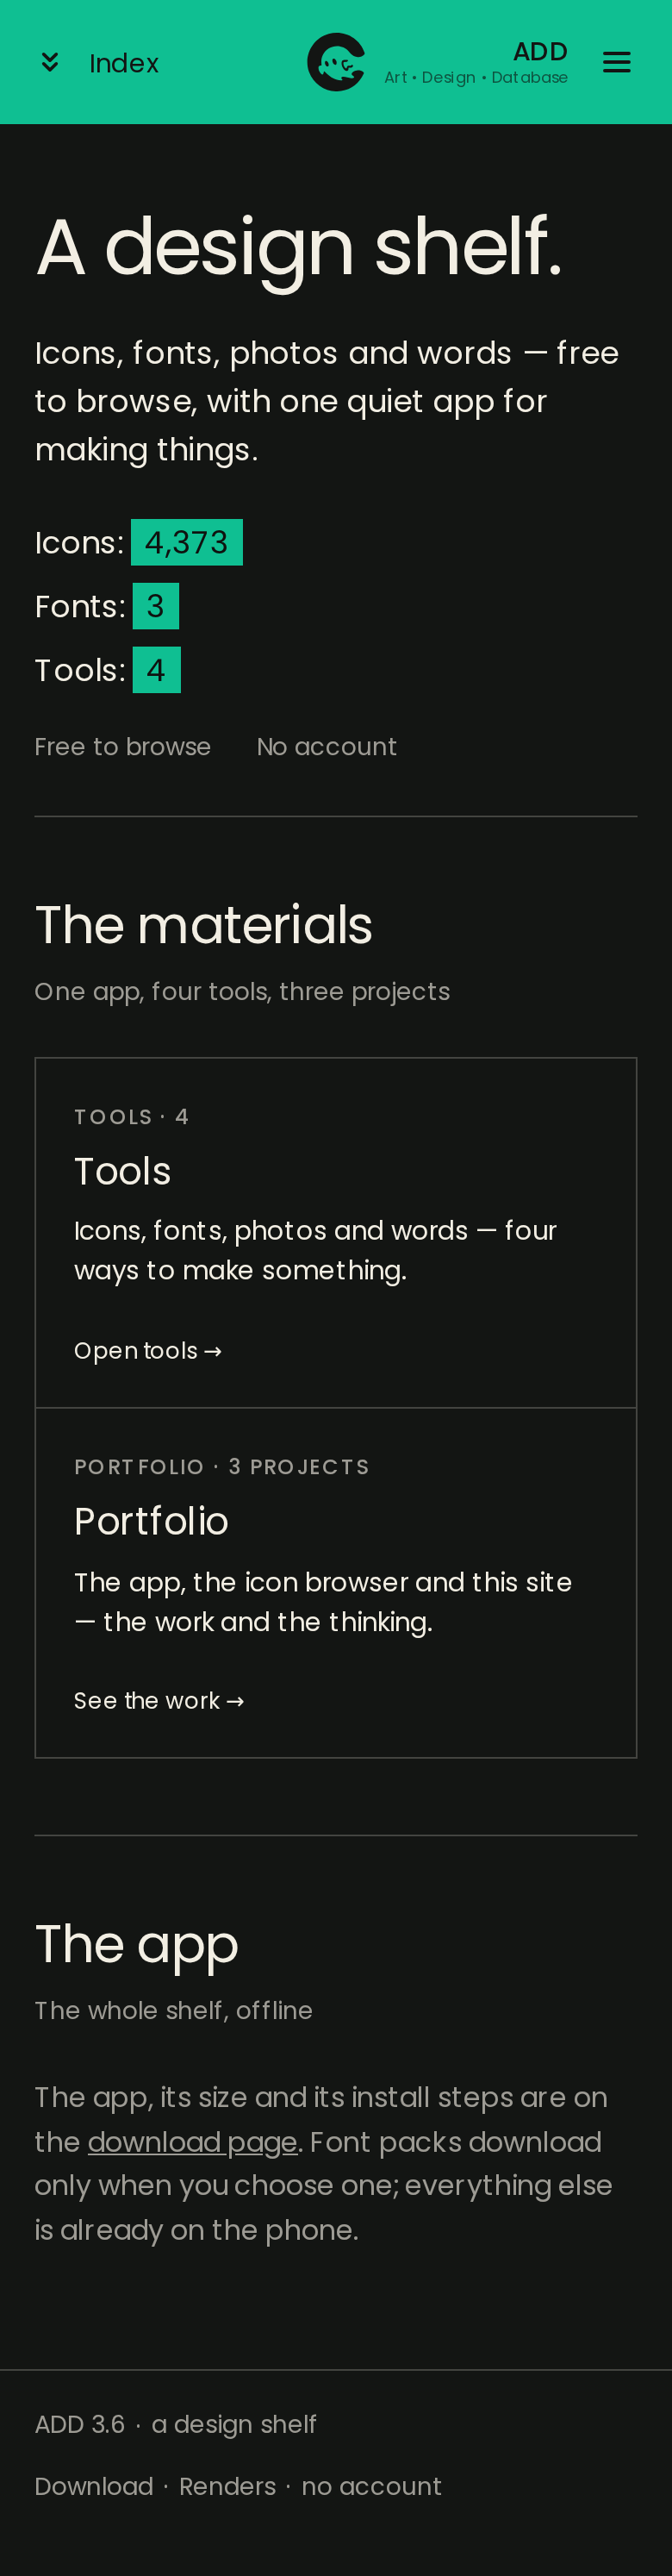 Index
ADD
Art • Design • Database
A design shelf.
Icons, fonts, photos and words — free
to browse, with one quiet app for
making things.
Icons: 4,373
Fonts: 3
Tools: 4
Free to browse No account
The materials
One app, four tools, three projects
TOOLS · 4
Tools
Icons, fonts, photos and words — four
ways to make something.
Open tools →
PORTFOLIO · 3 PROJECTS
Portfolio
The app, the icon browser and this site
— the work and the thinking.
See the work →
The app
The whole shelf, offline
The app, its size and its install steps are on
the download page. Font packs download
only when you choose one; everything else
is already on the phone.
ADD 3.6 · a design shelf
Download · Renders · no account